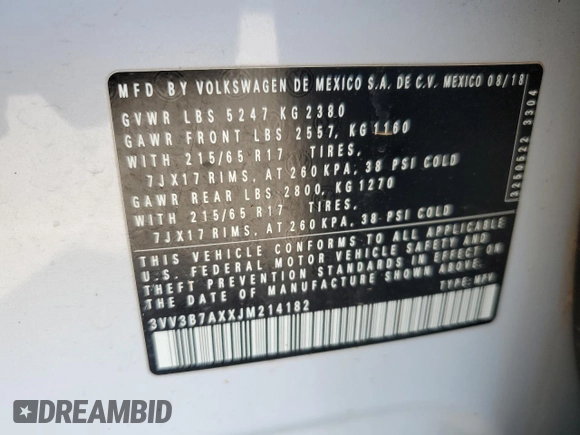 MFD BY VOLKSWAGEN DE MEXICO S.A. DE C.V. MEXICO 08/18
GVWR LBS 5247 KG 2380
GAWR FRONT LBS 2557, KG 1160
WITH 215/65 R17 TIRES,
7JX17 RIMS, AT 260 KPA, 38 PSI COLD
GAWR REAR LBS 2800, KG 1270
WITH 215/65 R17 TIRES,
7JX17 RIMS, AT 260 KPA, 38 PSI COLD
THIS VEHICLE CONFORMS TO ALL APPLICABLE
U.S. FEDERAL MOTOR VEHICLE SAFETY AND
THEFT PREVENTION STANDARDS IN EFFECT ON
THE DATE OF MANUFACTURE SHOWN ABOVE.
3VV3B7AXXJM214182 TYPE: MPV
3250522 3304
DREAMBID